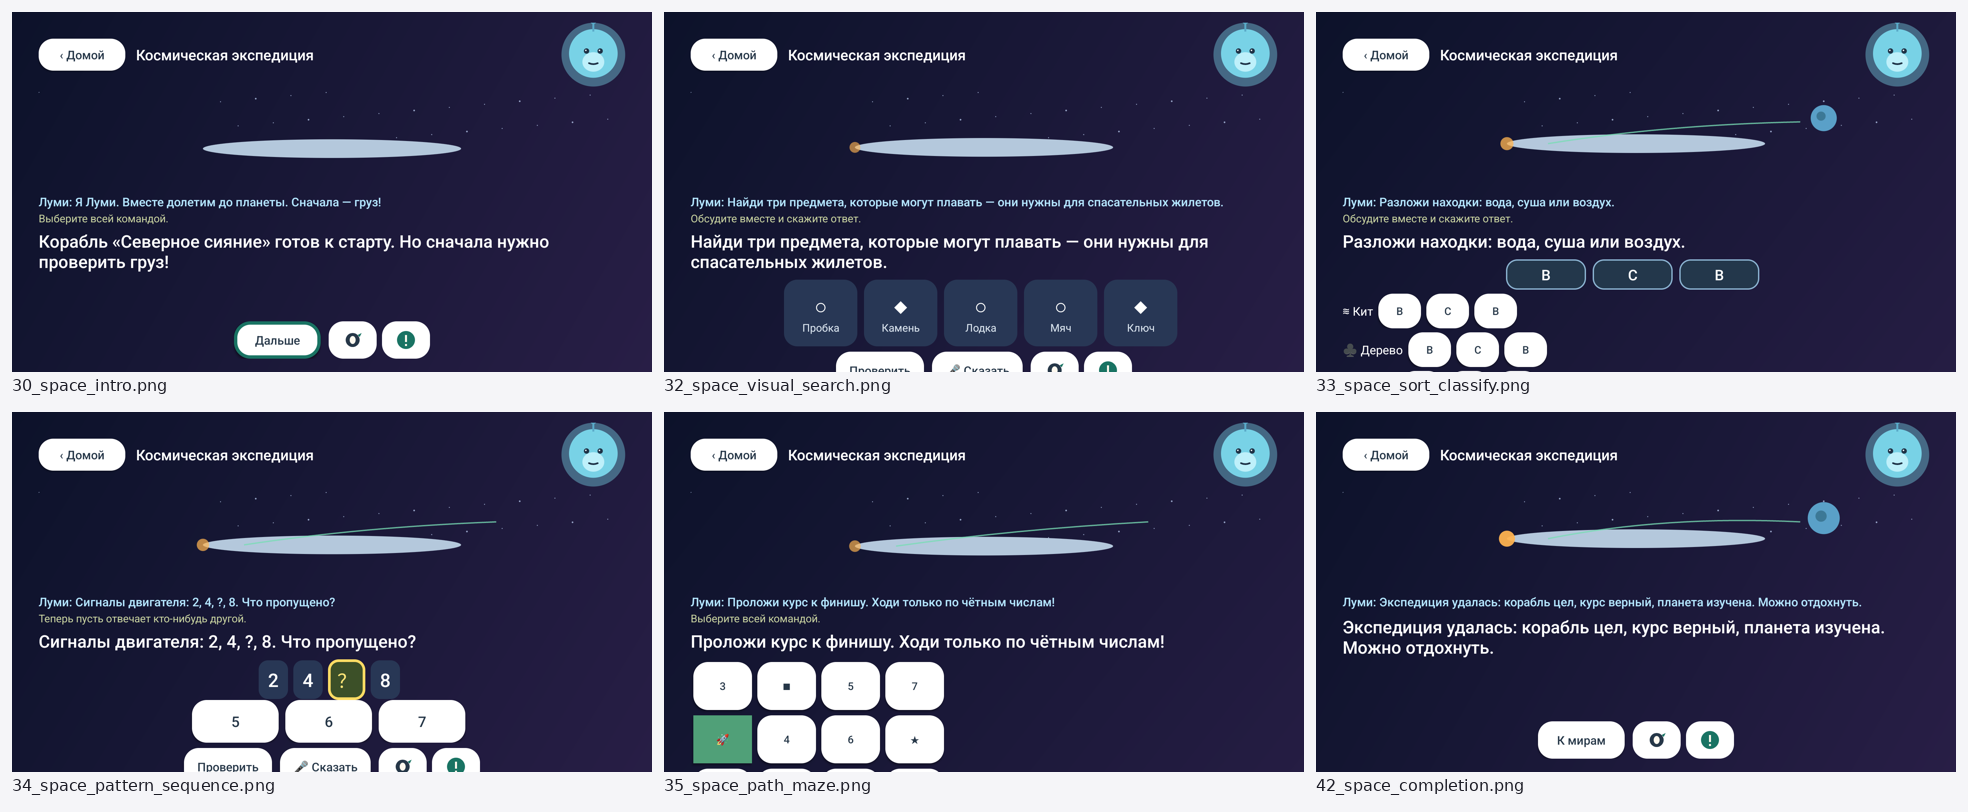 ‹ Домой Космическая экспедиция
Луми: Я Луми. Вместе долетим до планеты. Сначала — груз!
Выберите всей командой.
Корабль «Северное сияние» готов к старту. Но сначала нужно
проверить груз!
Дальше
30_space_intro.png
‹ Домой Космическая экспедиция
Луми: Найди три предмета, которые могут плавать — они нужны для спасательных жилетов.
Обсудите вместе и скажите ответ.
Найди три предмета, которые могут плавать — они нужны для
спасательных жилетов.
Пробка Камень Лодка Мяч Ключ
Проверить Сказать
32_space_visual_search.png
‹ Домой Космическая экспедиция
Луми: Разложи находки: вода, суша или воздух.
Обсудите вместе и скажите ответ.
Разложи находки: вода, суша или воздух.
В С В
≋ Кит В С В
Дерево В С В
33_space_sort_classify.png
‹ Домой Космическая экспедиция
Луми: Сигналы двигателя: 2, 4, ?, 8. Что пропущено?
Теперь пусть отвечает кто-нибудь другой.
Сигналы двигателя: 2, 4, ?, 8. Что пропущено?
2 4 ? 8
5 6 7
Проверить Сказать
34_space_pattern_sequence.png
‹ Домой Космическая экспедиция
Луми: Проложи курс к финишу. Ходи только по чётным числам!
Выберите всей командой.
Проложи курс к финишу. Ходи только по чётным числам!
3 ■ 5 7
🚀 4 6 ★
35_space_path_maze.png
‹ Домой Космическая экспедиция
Луми: Экспедиция удалась: корабль цел, курс верный, планета изучена. Можно отдохнуть.
Экспедиция удалась: корабль цел, курс верный, планета изучена.
Можно отдохнуть.
К мирам
42_space_completion.png